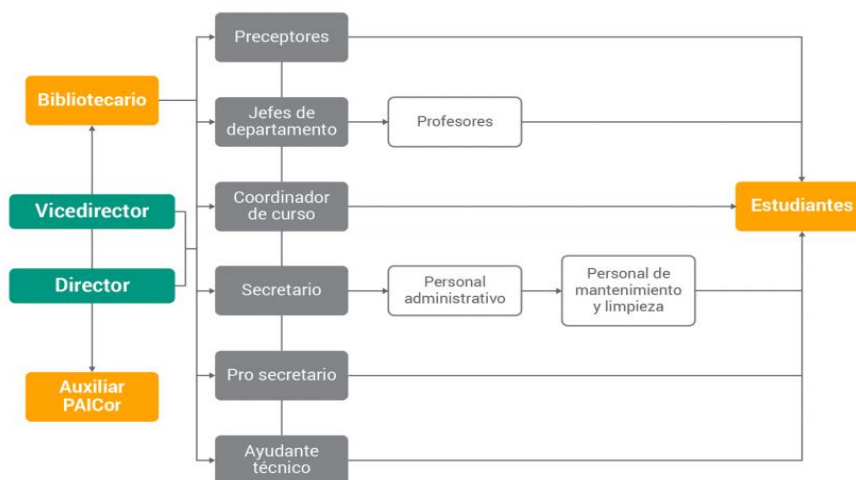 Preceptores
Bibliotecario
Jefes de
departamento
Profesores
Vicedirector
Coordinador
de curso
Estudiantes
Director
Secretario
Personal
administrativo
Personal de
mantenimiento
y limpieza
Auxiliar
PAICor
Pro secretario
Ayudante
técnico